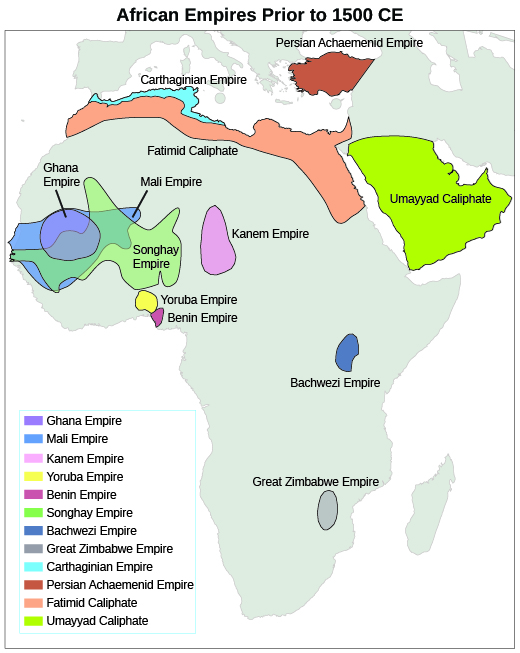 African Empires Prior to 1500 CE
Persian Achaemenid Empire
Carthaginian Empire
Fatimid Caliphate
Ghana
Empire
Mali Empire
Umayyad Caliphate
Songhay
Empire
Kanem Empire
Yoruba Empire
Benin Empire
Bachwezi Empire
Great Zimbabwe Empire
Ghana Empire
Mali Empire
Kanem Empire
Yoruba Empire
Benin Empire
Songhay Empire
Bachwezi Empire
Great Zimbabwe Empire
Carthaginian Empire
Persian Achaemenid Empire
Fatimid Caliphate
Umayyad Caliphate